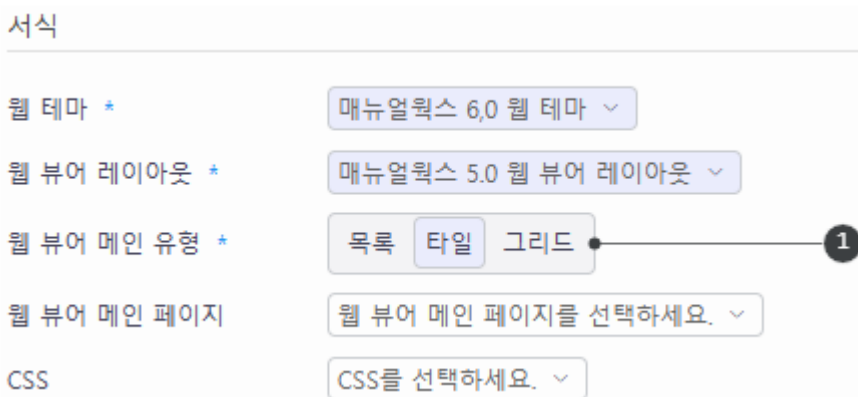 서식
웹 테마 * 매뉴얼웍스 6,0 웹 테마
웹 뷰어 레이아웃 * 매뉴얼웍스 5.0 웹 뷰어 레이아웃
웹 뷰어 메인 유형 * 목록 타일 그리드 1
웹 뷰어 메인 페이지 웹 뷰어 메인 페이지를 선택하세요.
CSS CSS를 선택하세요.